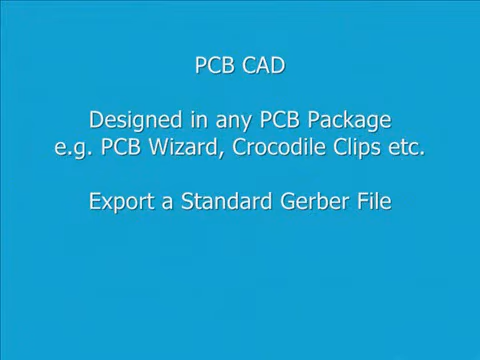 PCB CAD
Designed in any PCB Package
e.g. PCB Wizard, Crocodile Clips etc.
Export a Standard Gerber File